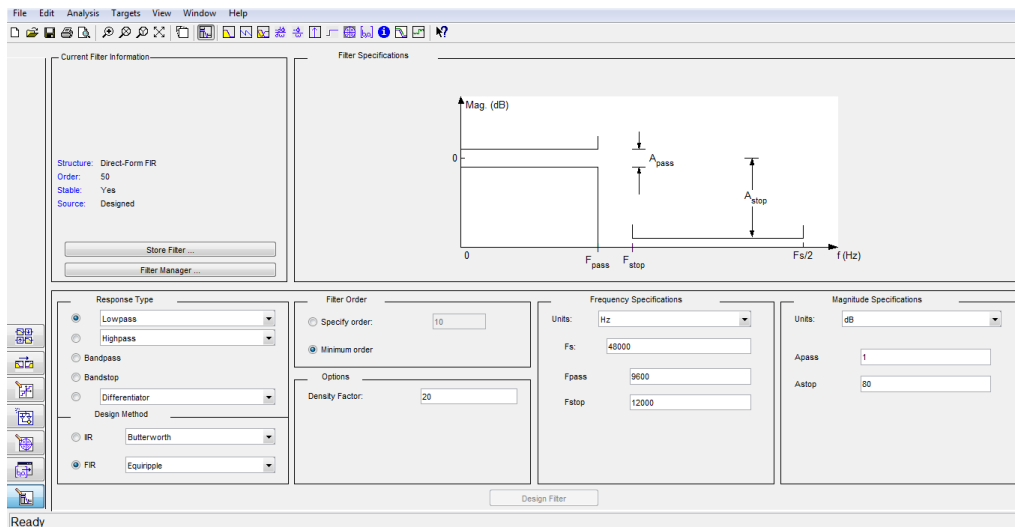 File Edit Analysis Targets View Window Help
Current Filter Information
Structure: Direct-Form FIR
Order: 50
Stable: Yes
Source: Designed
Store Filter ...
Filter Manager ...
Filter Specifications
Mag. (dB)
0
Apass
Astop
0
Fpass
Fstop
Fs/2
f (Hz)
Response Type
Lowpass
Highpass
Bandpass
Bandstop
Differentiator
Design Method
IIR Butterworth
FIR Equiripple
Filter Order
Specify order: 10
Minimum order
Options
Density Factor: 20
Frequency Specifications
Units: Hz
Fs: 48000
Fpass 9600
Fstop 12000
Magnitude Specifications
Units: dB
Apass 1
Astop 80
Design Filter
Ready